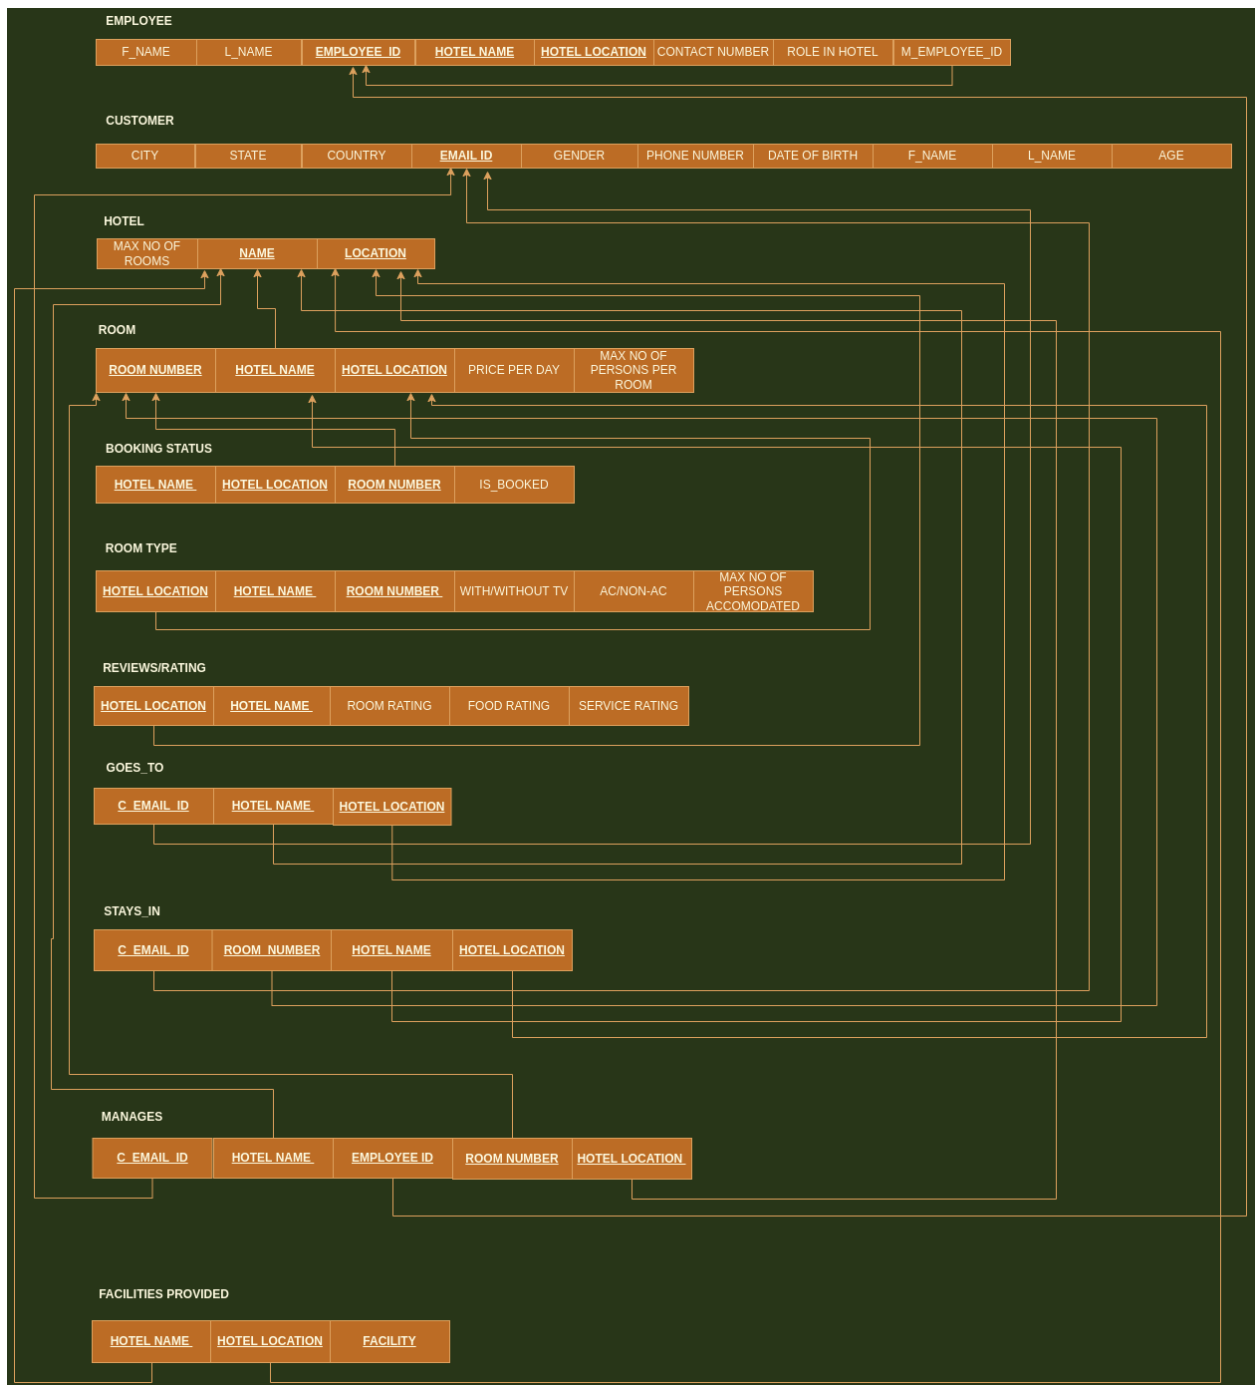 EMPLOYEE
F_NAME L_NAME EMPLOYEE_ID HOTEL NAME HOTEL LOCATION CONTACT NUMBER ROLE IN HOTEL M_EMPLOYEE_ID
CUSTOMER
CITY STATE COUNTRY EMAIL ID GENDER PHONE NUMBER DATE OF BIRTH F_NAME L_NAME AGE
HOTEL
MAX NO OF
ROOMS
NAME LOCATION
ROOM
ROOM NUMBER HOTEL NAME HOTEL LOCATION PRICE PER DAY
MAX NO OF
PERSONS PER
ROOM
BOOKING STATUS
HOTEL NAME HOTEL LOCATION ROOM NUMBER IS_BOOKED
ROOM TYPE
HOTEL LOCATION HOTEL NAME ROOM NUMBER WITH/WITHOUT TV AC/NON-AC
MAX NO OF
PERSONS
ACCOMODATED
REVIEWS/RATING
HOTEL LOCATION HOTEL NAME ROOM RATING FOOD RATING SERVICE RATING
GOES_TO
C_EMAIL_ID HOTEL NAME HOTEL LOCATION
STAYS_IN
C_EMAIL_ID ROOM_NUMBER HOTEL NAME HOTEL LOCATION
MANAGES
C_EMAIL_ID HOTEL NAME EMPLOYEE ID ROOM NUMBER HOTEL LOCATION
FACILITIES PROVIDED
HOTEL NAME HOTEL LOCATION FACILITY